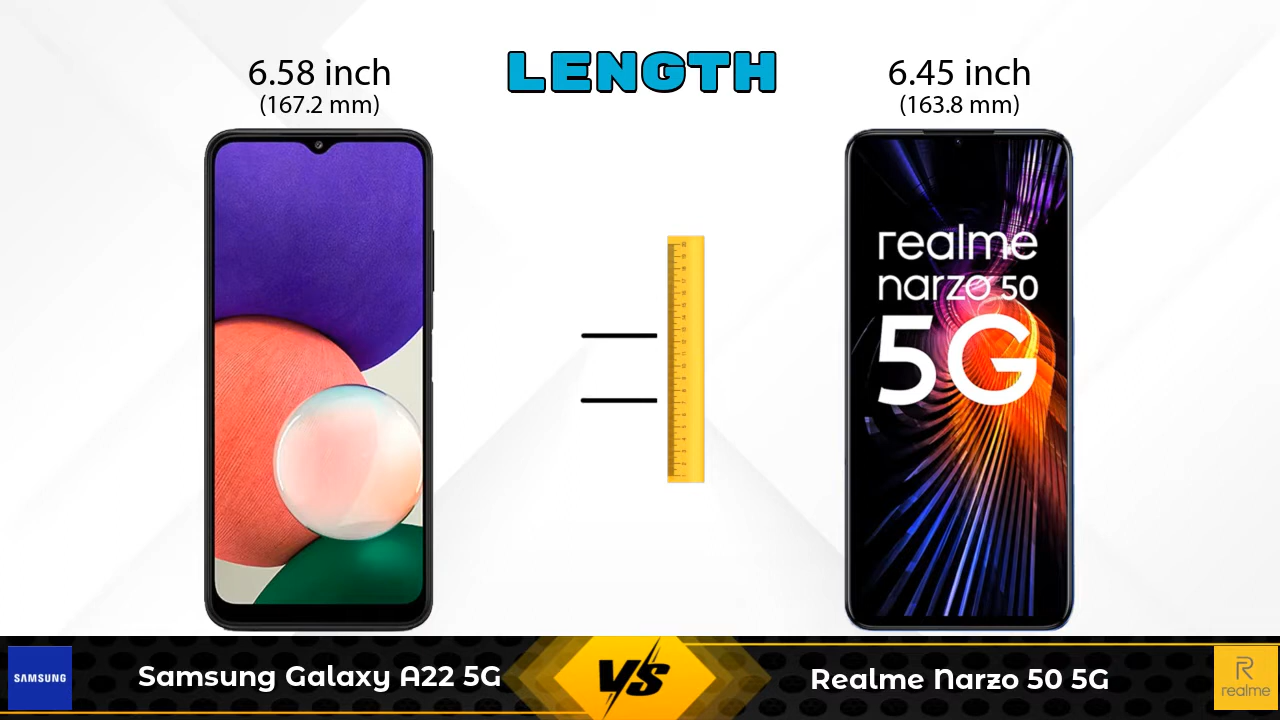 LENGTH
6.58 inch
(167.2 mm)
6.45 inch
(163.8 mm)
realme
narzo 50
5G
SAMSUNG
Samsung Galaxy A22 5G
VS
Realme Narzo 50 5G
R
realme